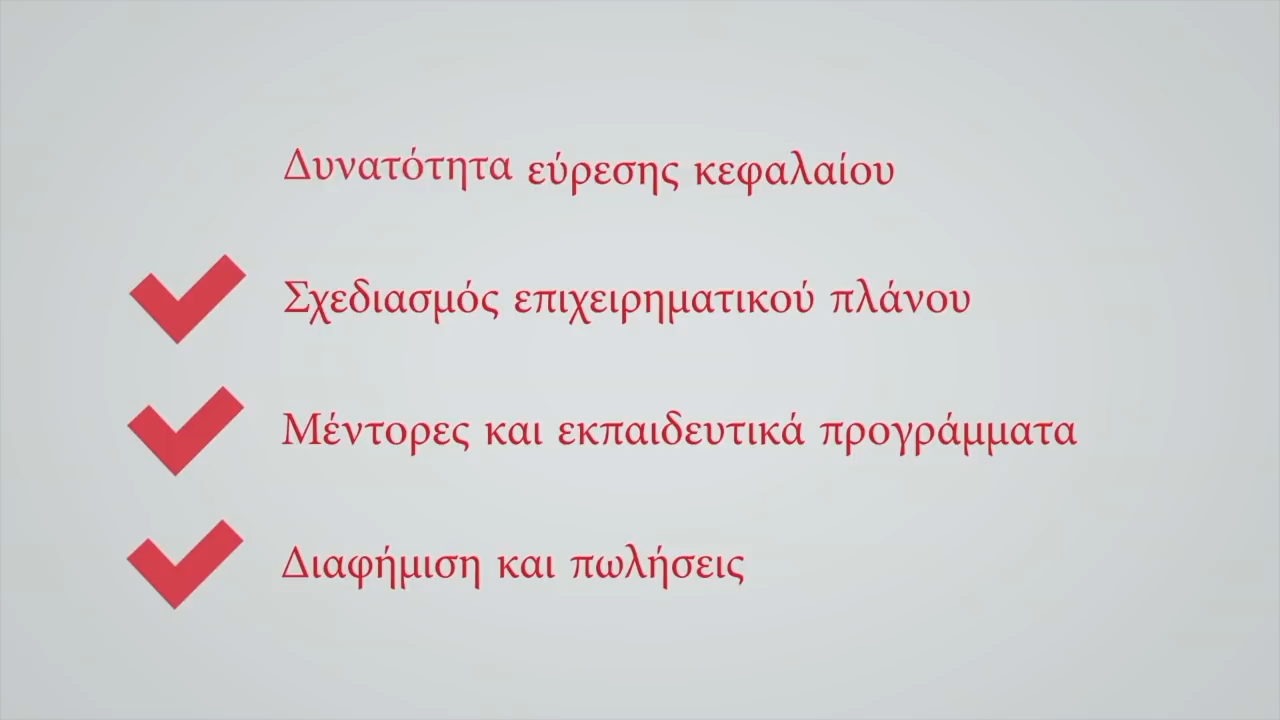 Δυνατότητα εύρεσης κεφαλαίου
Σχεδιασμός επιχειρηματικού πλάνου
Μέντορες και εκπαιδευτικά προγράμματα
Διαφήμιση και πωλήσεις